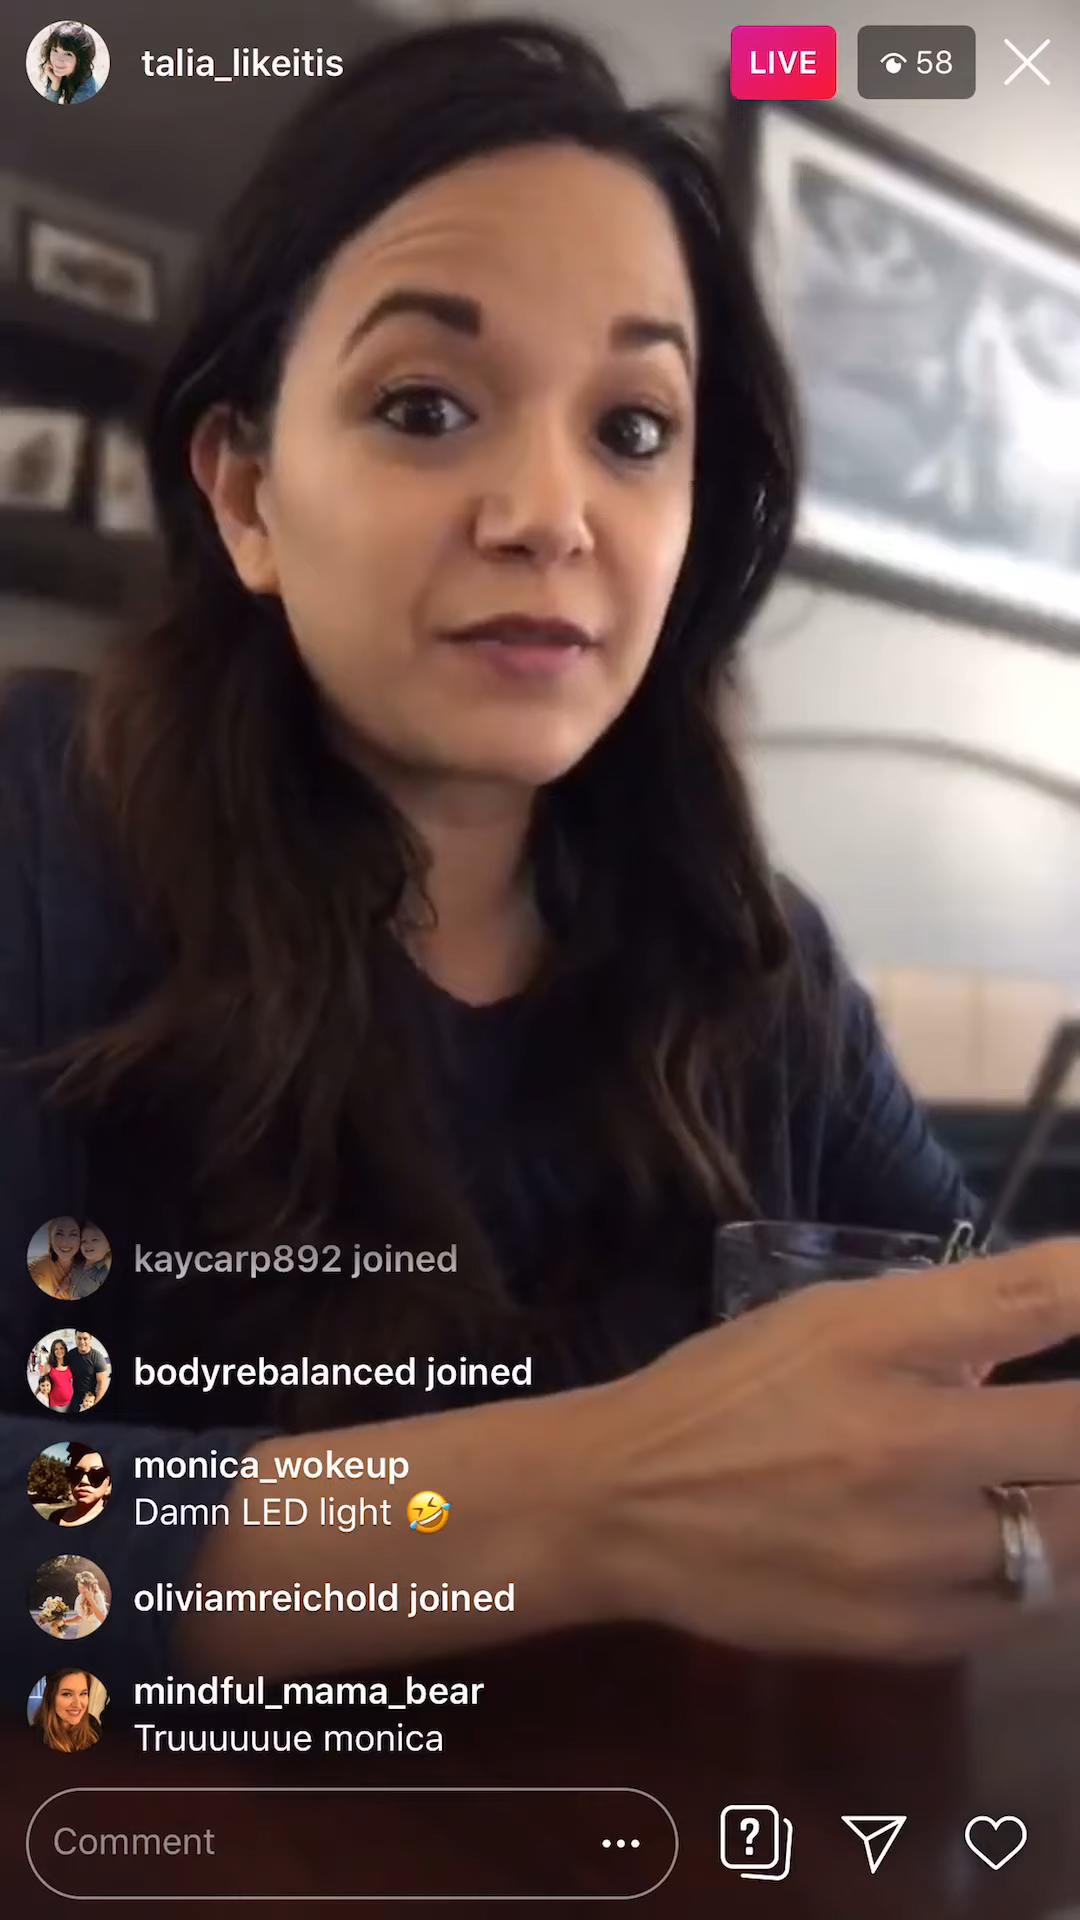 talia_likeitis
LIVE
58
kaycarp892 joined
bodyrebalanced joined
monica_wokeup
Damn LED light 🤣
oliviamreichold joined
mindful_mama_bear
Truuuuuue monica
Comment
?